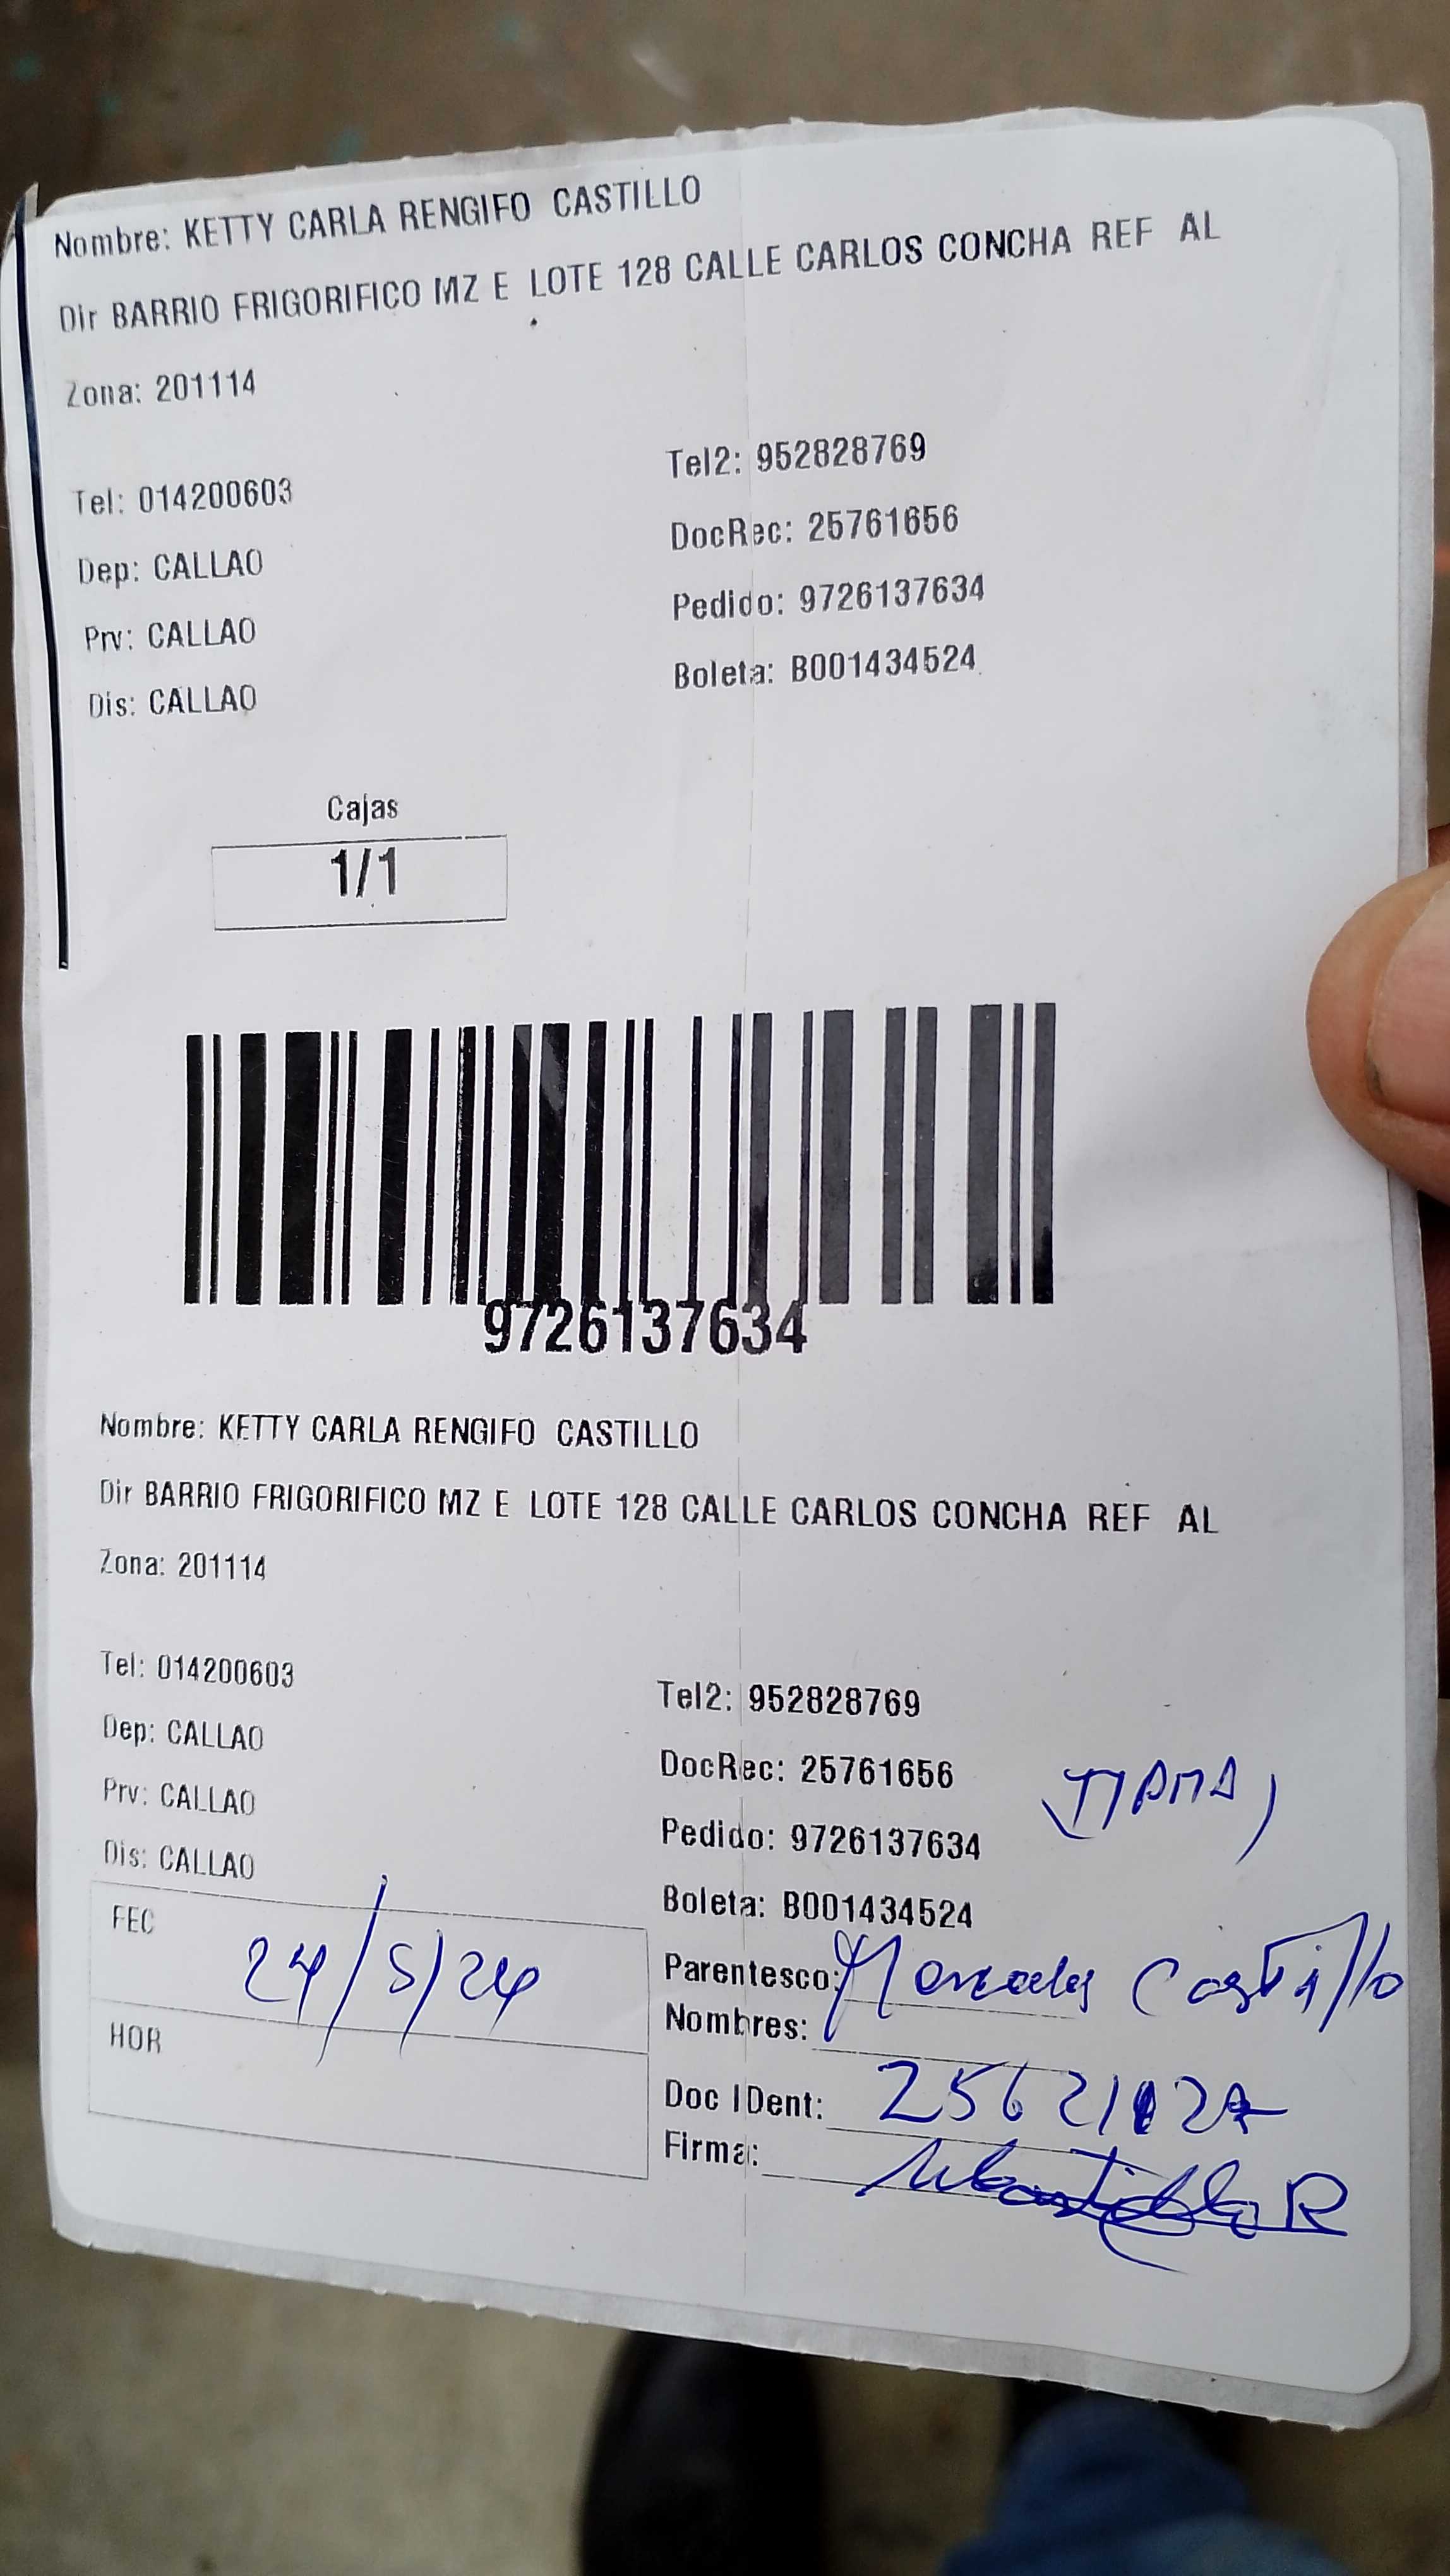 Nombre: KETTY CARLA RENGIFO CASTILLO
Dir BARRIO FRIGORIFICO MZ E LOTE 128 CALLE CARLOS CONCHA REF AL
Zona: 201114
Tel: 014200603
Tel2: 952828769
Dep: CALLAO
DocRec: 25761656
Prv: CALLAO
Pedido: 9726137634
Dis: CALLAO
Boleta: B001434524
Cajas
1/1
9726137634
Nombre: KETTY CARLA RENGIFO CASTILLO
Dir BARRIO FRIGORIFICO MZ E LOTE 128 CALLE CARLOS CONCHA REF AL
Zona: 201114
Tel: 014200603
Tel2: 952828769
Dep: CALLAO
DocRec: 25761656
Prv: CALLAO
Pedido: 9726137634
Dis: CALLAO
Boleta: B001434524
FEC 24/5/24
Parentesco: Castillo
Nombres:
HOR
Doc IDent:
Firma: